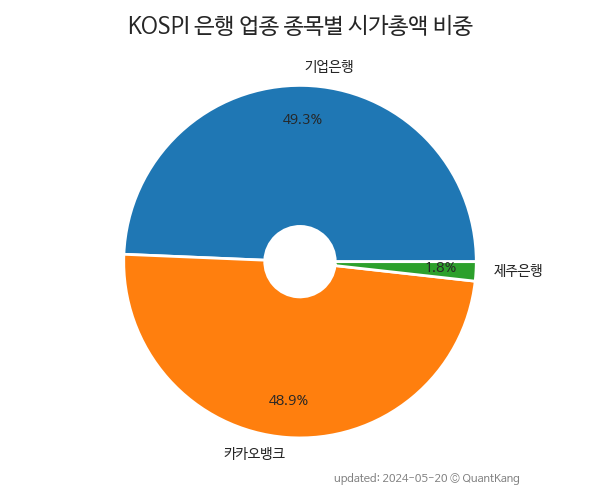 KOSPI 은행 업종 종목별 시가총액 비중
기업은행
49.3%
1.8%
제주은행
48.9%
카카오뱅크
updated: 2024-05-20 © QuantKang